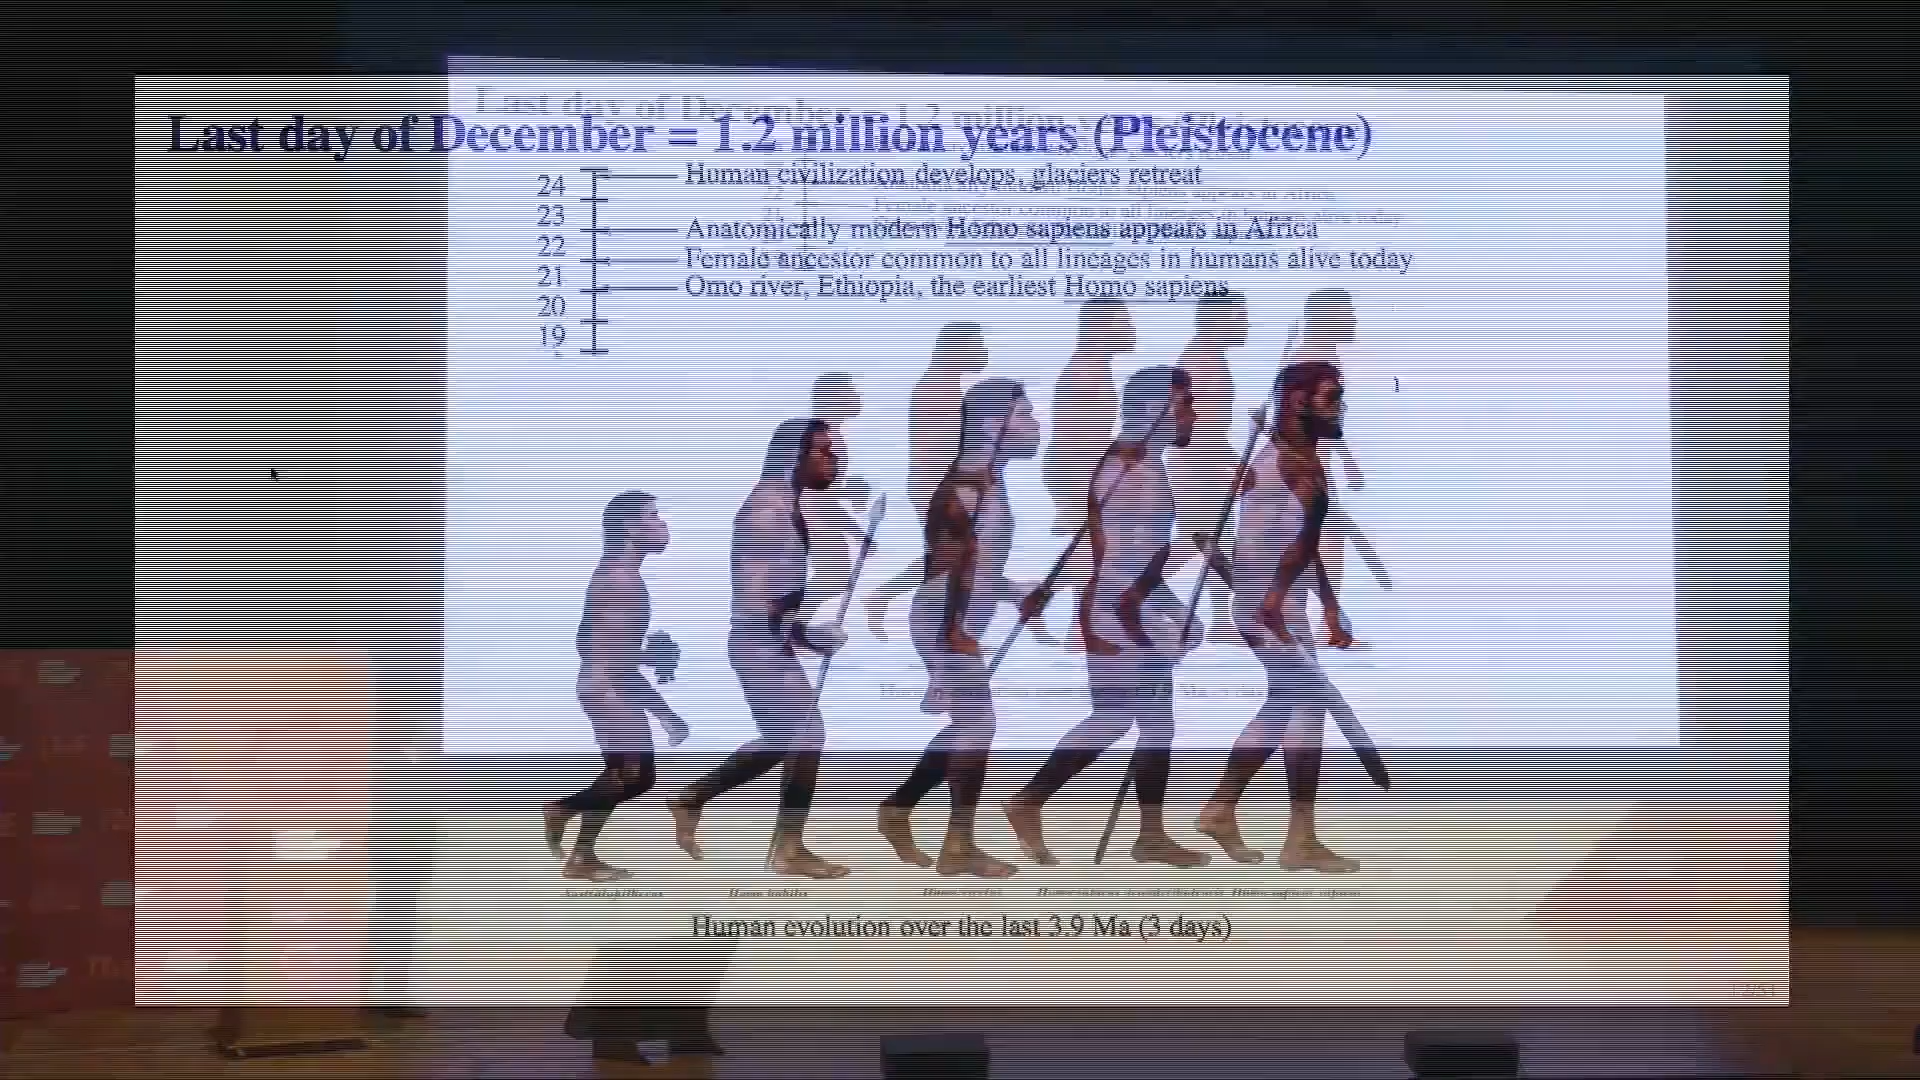 Last day of December = 1.2 million years (Pleistocene)
24 Human civilization develops, glaciers retreat
23
Anatomically modern Homo sapiens appears in Africa
22
Female ancestor common to all lineages in humans alive today
21
Omo river, Ethiopia, the earliest Homo sapiens
20
19
Homo habilis
Human evolution over the last 3.9 Ma (3 days)